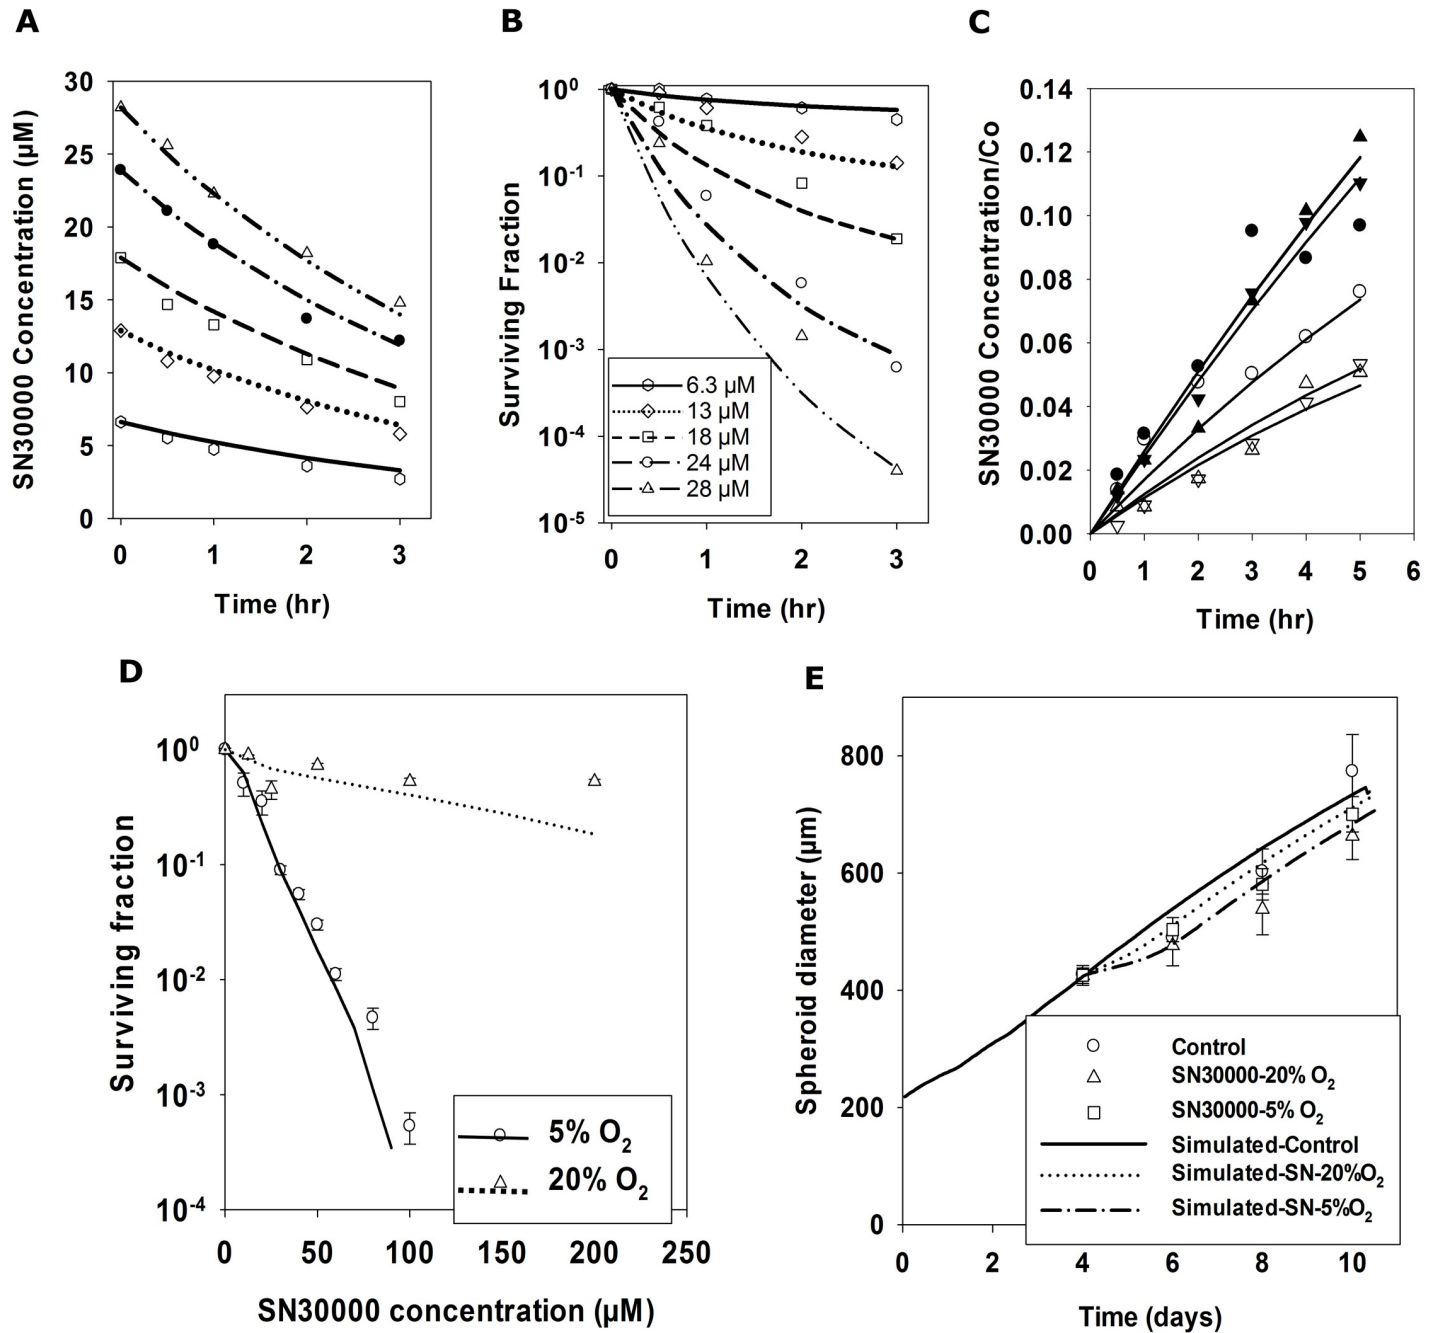 A
SN30000 Concentration (µM)
30
25
20
15
10
5
0
0 1 2 3
Time (hr)
B
Surviving Fraction
10^0
10^-1
10^-2
10^-3
10^-4
10^-5
6.3 µM
13 µM
18 µM
24 µM
28 µM
0 1 2 3
Time (hr)
C
SN30000 Concentration/Co
0.14
0.12
0.10
0.08
0.06
0.04
0.02
0.00
0 1 2 3 4 5 6
Time (hr)
D
Surviving fraction
10^0
10^-1
10^-2
10^-3
10^-4
5% O2
20% O2
0 50 100 150 200 250
SN30000 concentration (µM)
E
Spheroid diameter (µm)
800
600
400
200
0
Control
SN30000-20% O2
SN30000-5% O2
Simulated-Control
Simulated-SN-20%O2
Simulated-SN-5%O2
0 2 4 6 8 10
Time (days)